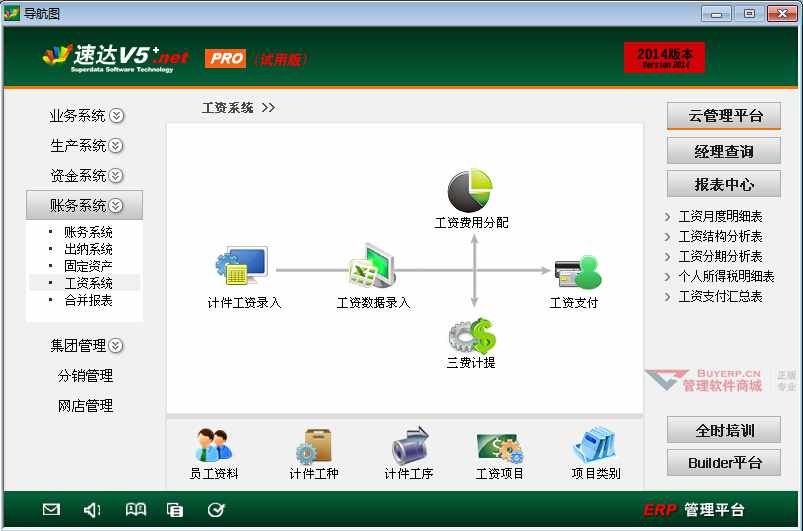 导航图
速达V5+.net
Superdata Software Technology
PRO (试用版)
2014版本
Version 2014
业务系统
生产系统
资金系统
账务系统
账务系统
出纳系统
固定资产
工资系统
合并报表
集团管理
分销管理
网店管理
工资系统 >>
工资费用分配
计件工资录入
工资数据录入
工资支付
三费计提
员工资料
计件工种
计件工序
工资项目
项目类别
云管理平台
经理查询
报表中心
工资月度明细表
工资结构分析表
工资分期分析表
个人所得税明细表
工资支付汇总表
BUYERP.CN
管理软件商城
正版
专业
全时培训
Builder平台
ERP 管理平台